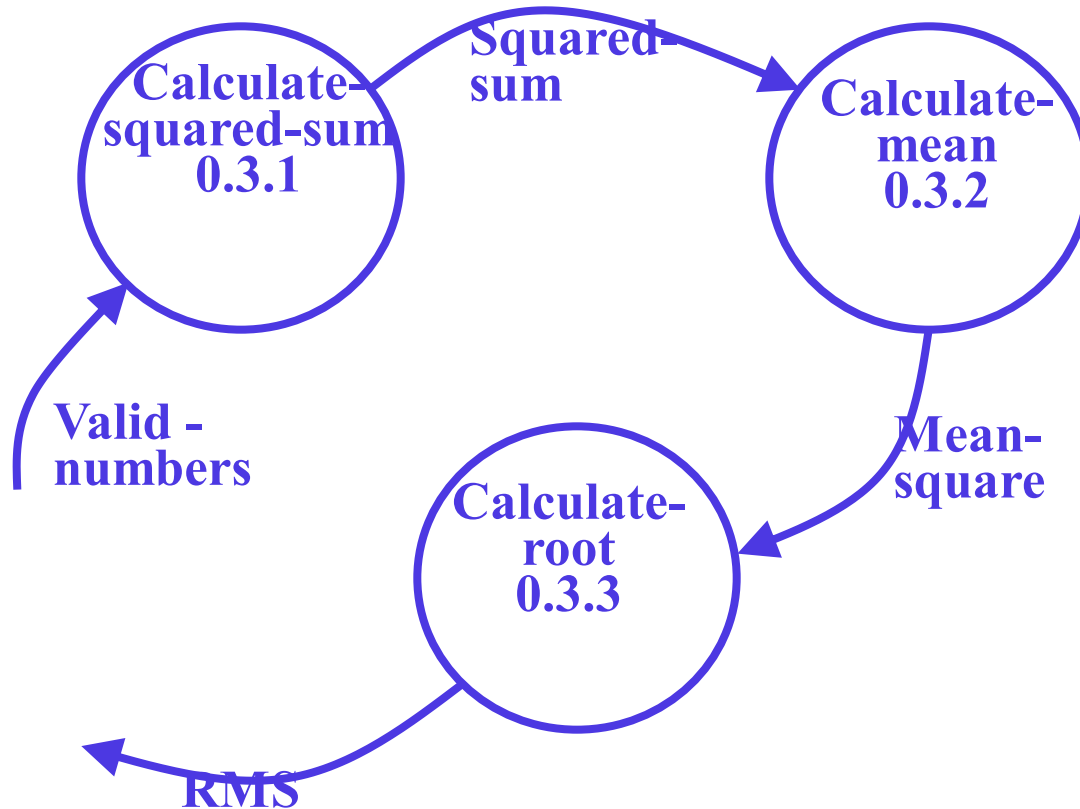 Calculate-
squared-sum
0.3.1
Squared-
sum
Calculate-
mean
0.3.2
Valid -
numbers
Mean-
square
Calculate-
root
0.3.3
RMS